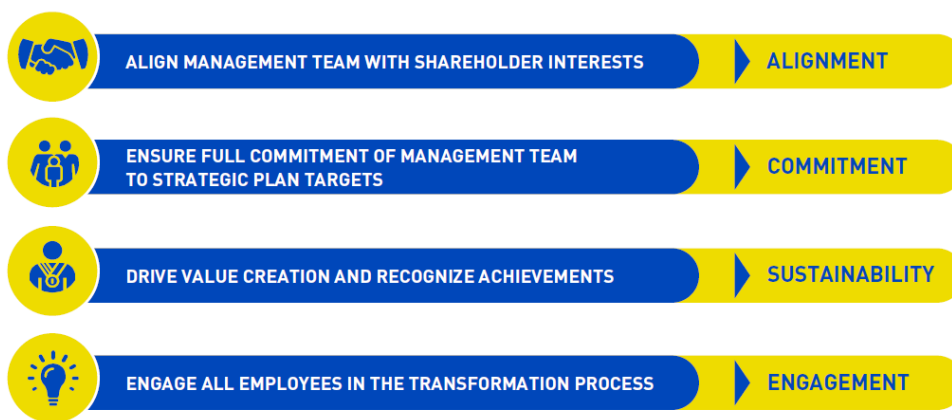 ALIGN MANAGEMENT TEAM WITH SHAREHOLDER INTERESTS
ALIGNMENT
ENSURE FULL COMMITMENT OF MANAGEMENT TEAM
TO STRATEGIC PLAN TARGETS
COMMITMENT
DRIVE VALUE CREATION AND RECOGNIZE ACHIEVEMENTS
SUSTAINABILITY
ENGAGE ALL EMPLOYEES IN THE TRANSFORMATION PROCESS
ENGAGEMENT